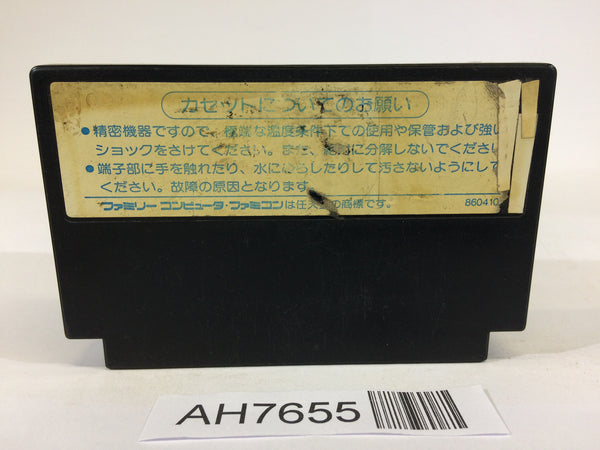 カセットについてのお願い
●精密機器ですので、極端な温度条件下での使用や保管および強い
ショックをさけてください。また、絶対に分解しないでください
●端子部に手を触れたり、水にぬらしたりして汚さないようにして
ください。故障の原因となります
ファミリーコンピュータ・ファミコンは任天堂の商標です。 860410
AH7655